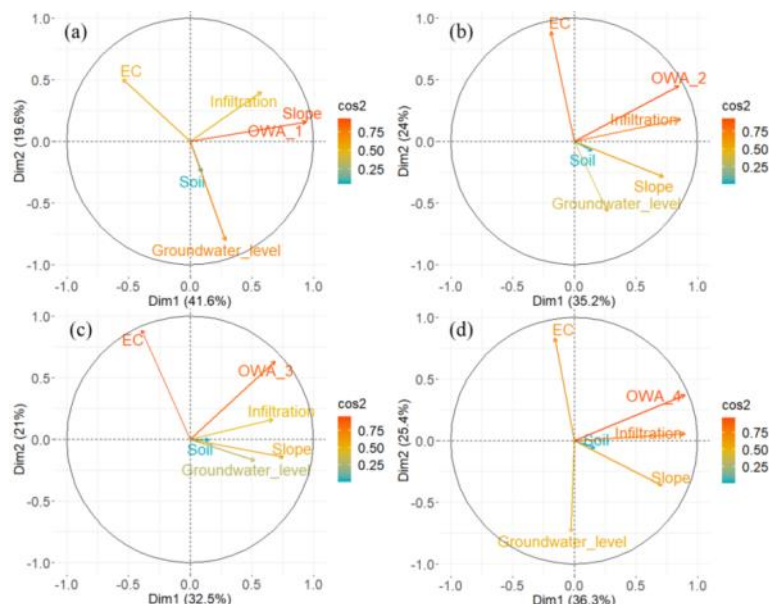 (a)
1.0
0.5
0.0
-0.5
-1.0
Dim2 (19.6%)
EC
Infiltration
Slope
OWA_1
Soil
Groundwater_level
-1.0 -0.5 0.0 0.5 1.0
Dim1 (41.6%)
cos2
0.75
0.50
0.25
(b)
1.0
0.5
0.0
-0.5
-1.0
Dim2 (24%)
EC
OWA_2
Infiltration
Soil
Slope
Groundwater_level
-1.0 -0.5 0.0 0.5 1.0
Dim1 (35.2%)
cos2
0.75
0.50
0.25
(c)
1.0
0.5
0.0
-0.5
-1.0
Dim2 (21%)
EC
OWA_3
Infiltration
Soil
Slope
Groundwater_level
-1.0 -0.5 0.0 0.5 1.0
Dim1 (32.5%)
cos2
0.75
0.50
0.25
(d)
1.0
0.5
0.0
-0.5
-1.0
Dim2 (25.4%)
EC
OWA_4
Infiltration
Soil
Slope
Groundwater_level
-1.0 -0.5 0.0 0.5 1.0
Dim1 (36.3%)
cos2
0.75
0.50
0.25